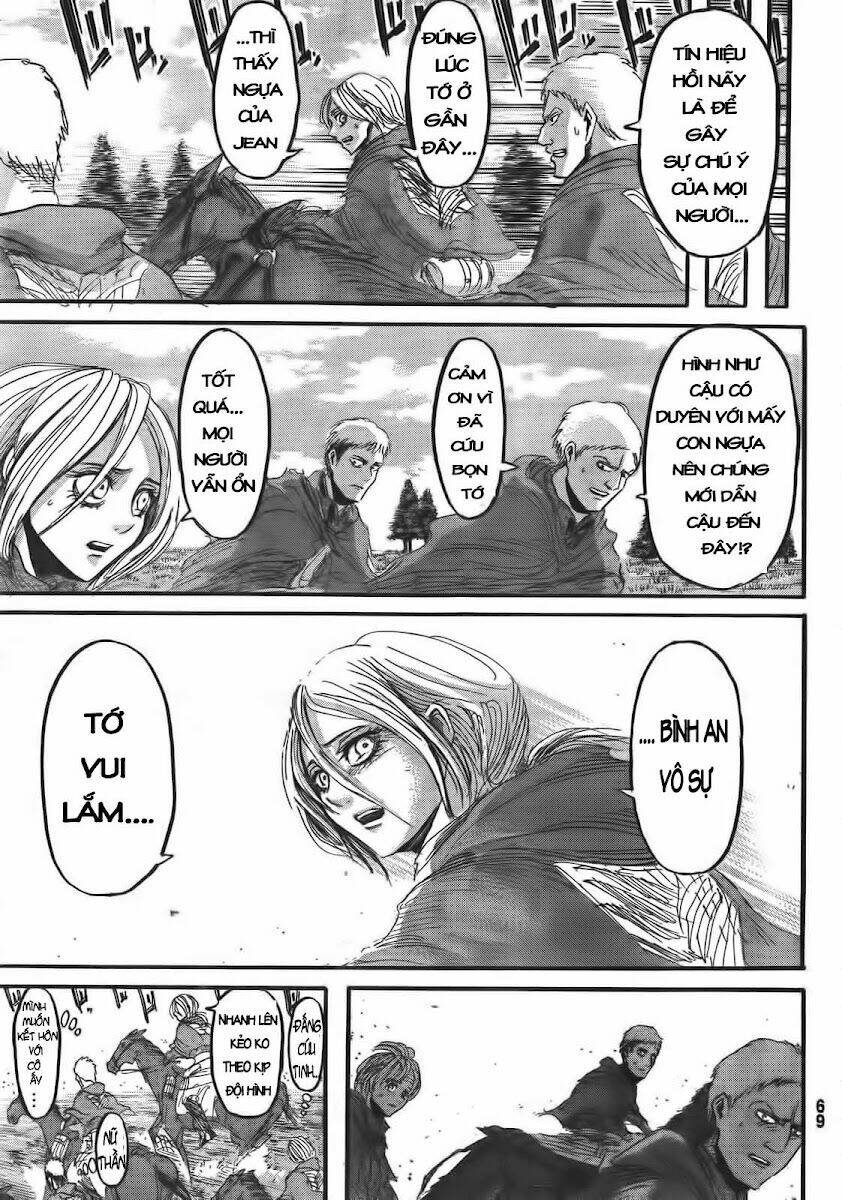 TÍN HIỆU
HỒI NÃY
LÀ ĐỂ
GÂY
SỰ CHÚ Ý
CỦA MỌI
NGƯỜI...
ĐÚNG
LÚC
TỚ Ở
GẦN
ĐÂY...
...THÌ
THẤY
NGỰA
CỦA
JEAN
HÌNH NHƯ
CẬU CÓ
DUYÊN VỚI MẤY
CON NGỰA
NÊN CHÚNG
MỚI DẪN
CẬU ĐẾN
ĐÂY!?
CẢM
ƠN VÌ
ĐÃ
CỨU
BỌN
TỚ
TỐT
QUÁ...
MỌI
NGƯỜI
VẪN ỔN
.... BÌNH AN
VÔ SỰ
TỚ
VUI
LẮM....
ĐẤNG
CỨU
TINH...
NHANH LÊN
KẺO KO
THEO KỊP
ĐỘI HÌNH
MÌNH
MUỐN
KẾT HÔN
VỚI
CÔ
ẤY...
NỮ
THẦN
69